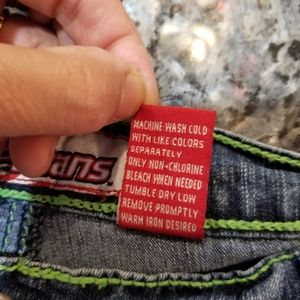 MACHINE WASH COLD
WITH LIKE COLORS
SEPARATELY
ONLY NON-CHLORINE
BLEACH WHEN NEEDED
TUMBLE DRY LOW
REMOVE PROMPTLY
WARM IRON DESIRED